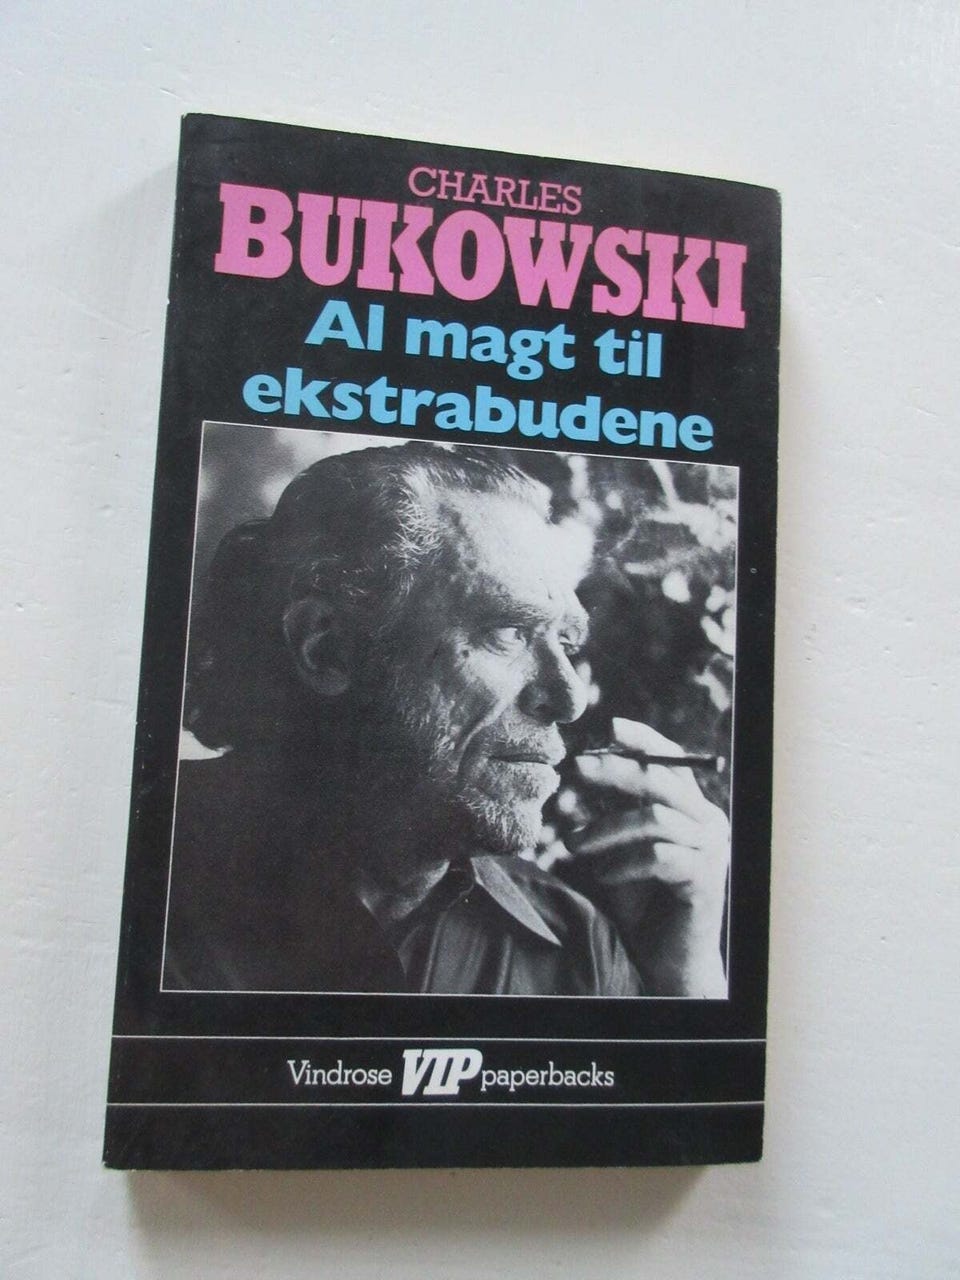 CHARLES
BUKOWSKI
Al magt til
ekstrabudene
Vindrose VIP paperbacks